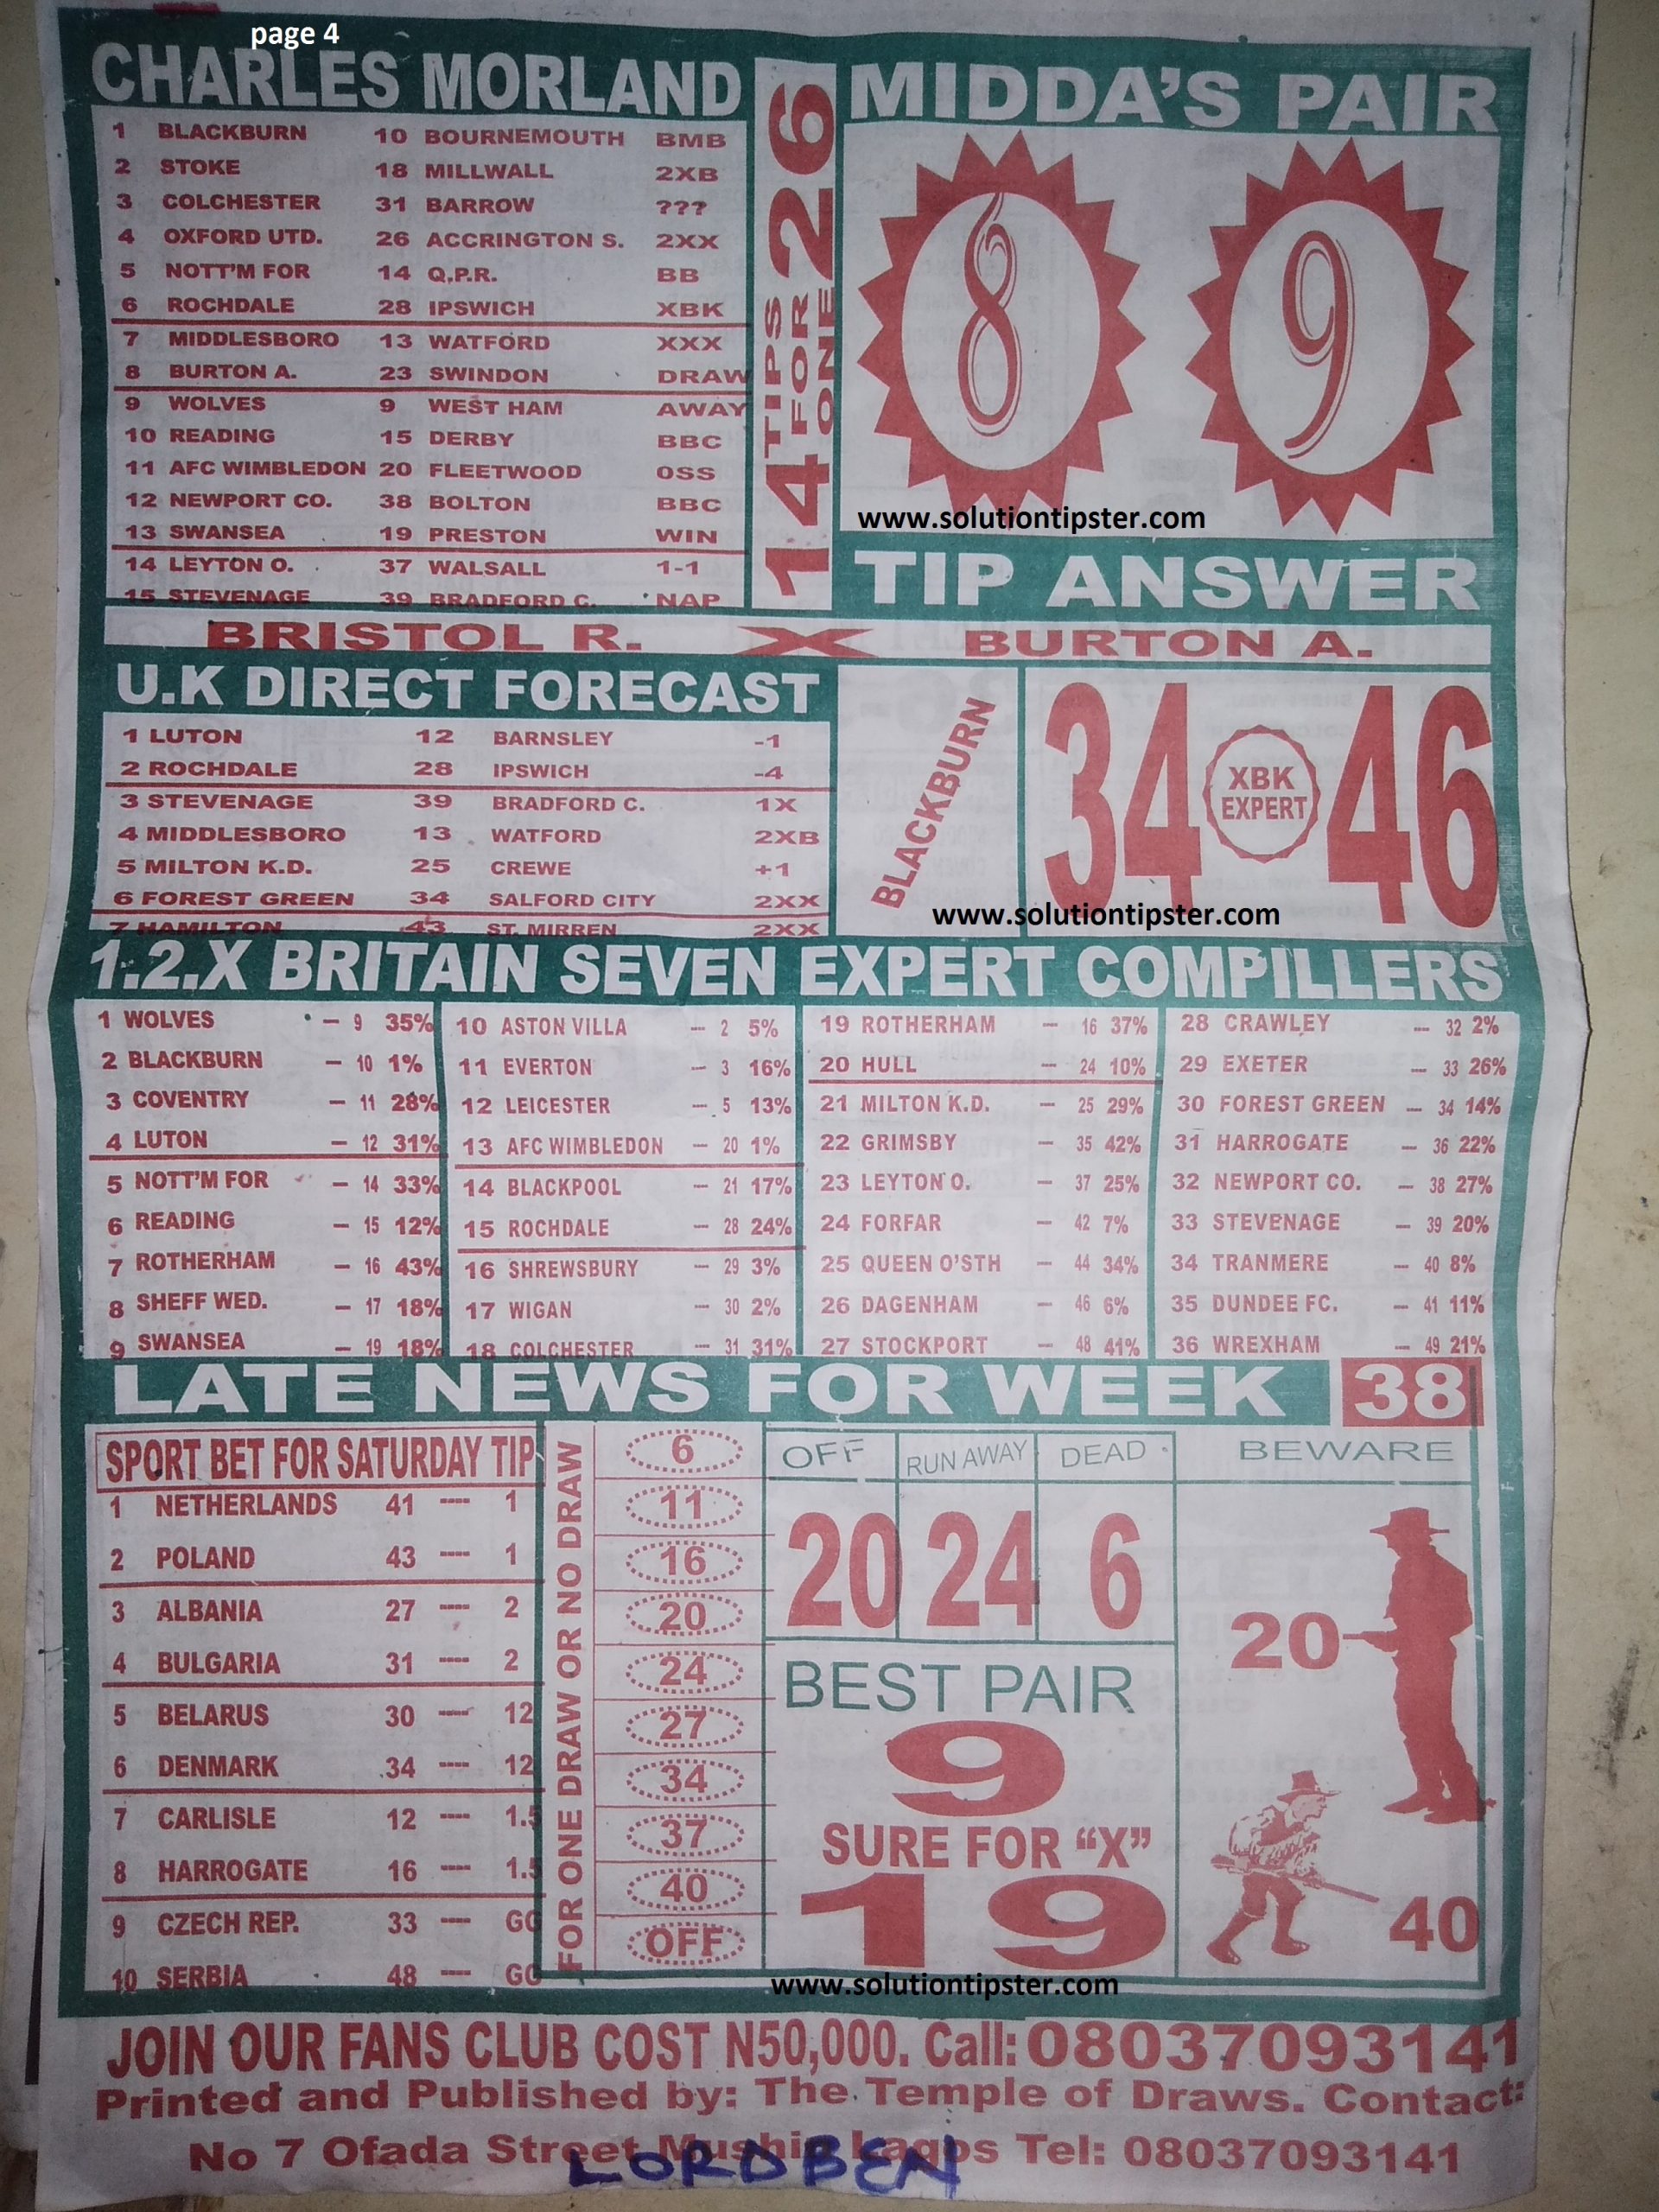 page 4
CHARLES MORLAND
1 BLACKBURN 10 BOURNEMOUTH BMB
2 STOKE 18 MILLWALL 2XB
3 COLCHESTER 31 BARROW ???
4 OXFORD UTD. 26 ACCRINGTON S. 2XX
5 NOTT'M FOR 14 Q,P.R. BB
6 ROCHDALE 28 IPSWICH XBK
7 MIDDLESBORO 13 WATFORD XXX
8 BURTON A. 23 SWINDON DRAW
9 WOLVES 9 WEST HAM AWAY
10 READING 15 DERBY BBC
11 AFC WIMBLEDON 20 FLEETWOOD OSS
12 NEWPORT CO. 38 BOLTON BBC
13 SWANSEA 19 PRESTON WIN
14 LEYTON O. 37 WALSALL 1-1
15 STEVENAGE 39 BRADFORD C. NAP
14 TIPS FOR ONE 26
MIDDA'S PAIR
8 9
www.solutiontipster.com
TIP ANSWER
BRISTOL R. X BURTON A.
U.K DIRECT FORECAST
1 LUTON 12 BARNSLEY -1
2 ROCHDALE 28 IPSWICH -4
3 STEVENAGE 39 BRADFORD C. 1X
4 MIDDLESBORO 13 WATFORD 2XB
5 MILTON K.D. 25 CREWE +1
6 FOREST GREEN 34 SALFORD CITY 2XX
7 HAMILTON 43 ST. MIRREN 2XX
BLACKBURN
34 XBK EXPERT 46
www.solutiontipster.com
1.2.X BRITAIN SEVEN EXPERT COMPILLERS
1 WOLVES – 9 35%
2 BLACKBURN – 10 1%
3 COVENTRY – 11 28%
4 LUTON – 12 31%
5 NOTT'M FOR – 14 33%
6 READING – 15 12%
7 ROTHERHAM – 16 43%
8 SHEFF WED. – 17 18%
9 SWANSEA – 19 18%
10 ASTON VILLA -- 2 5%
11 EVERTON -- 3 16%
12 LEICESTER -- 5 13%
13 AFC WIMBLEDON – 20 1%
14 BLACKPOOL – 21 17%
15 ROCHDALE -- 28 24%
16 SHREWSBURY -- 29 3%
17 WIGAN -- 30 2%
18 COLCHESTER -- 31 31%
19 ROTHERHAM – 16 37%
20 HULL -- 24 10%
21 MILTON K.D. – 25 29%
22 GRIMSBY – 35 42%
23 LEYTON O. – 37 25%
24 FORFAR – 42 7%
25 QUEEN O'STH – 44 34%
26 DAGENHAM – 46 6%
27 STOCKPORT – 48 41%
28 CRAWLEY -- 32 2%
29 EXETER -- 33 26%
30 FOREST GREEN -- 34 14%
31 HARROGATE – 36 22%
32 NEWPORT CO. – 38 27%
33 STEVENAGE -- 39 20%
34 TRANMERE -- 40 8%
35 DUNDEE FC. -- 41 11%
36 WREXHAM -- 49 21%
LATE NEWS FOR WEEK 38
SPORT BET FOR SATURDAY TIP
1 NETHERLANDS 41 ---- 1
2 POLAND 43 ---- 1
3 ALBANIA 27 ---- 2
4 BULGARIA 31 ---- 2
5 BELARUS 30 ---- 12
6 DENMARK 34 ---- 12
7 CARLISLE 12 ---- 1.5
8 HARROGATE 16 ---- 1.5
9 CZECH REP. 33 ---- GG
10 SERBIA 48 ---- GG
FOR ONE DRAW OR NO DRAW
6
11
16
20
24
27
34
37
40
OFF
OFF RUN AWAY DEAD
20 24 6
BEST PAIR
9
SURE FOR “X”
19
BEWARE
20
40
www.solutiontipster.com
JOIN OUR FANS CLUB COST N50,000. Call: 08037093141
Printed and Published by: The Temple of Draws. Contact:
No 7 Ofada Street Mushin Lagos Tel: 08037093141
LORDBEN